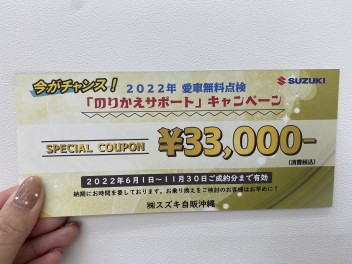 今がチャンス!
2022年 愛車無料点検
SUZUKI
「のりかえサポート」キャンペーン
SPECIAL COUPON ¥33,000-
(消費税込)
2022年6月1日〜11月30日ご成約分まで有効
納期にお時間を要しております。お乗り換えをご検討のお客様はお早めに!
㈱スズキ自販沖縄